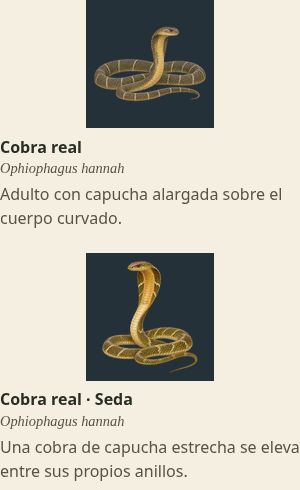 Cobra real
Ophiophagus hannah
Adulto con capucha alargada sobre el
cuerpo curvado.
Cobra real · Seda
Ophiophagus hannah
Una cobra de capucha estrecha se eleva
entre sus propios anillos.